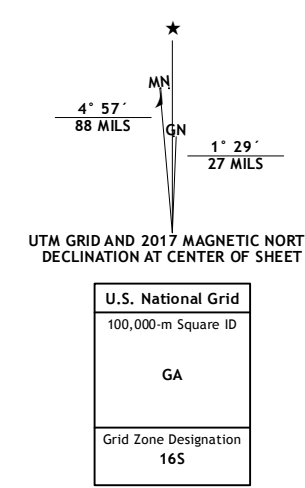 MN
GN
4° 57´
88 MILS
1° 29´
27 MILS
UTM GRID AND 2017 MAGNETIC NORT
DECLINATION AT CENTER OF SHEET
U.S. National Grid
100,000-m Square ID
GA
Grid Zone Designation
16S